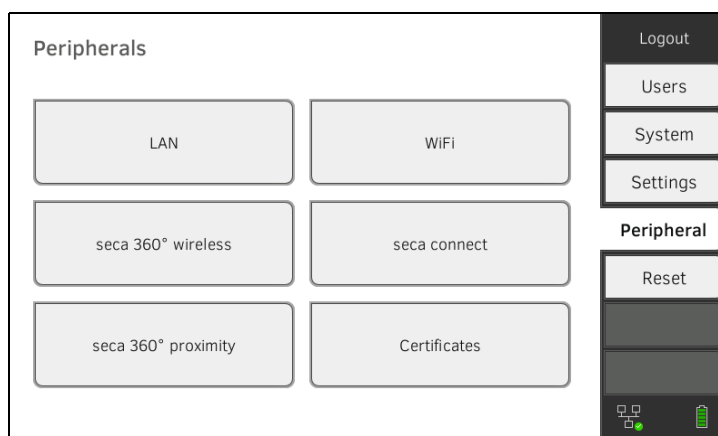 Peripherals
LAN
WiFi
seca 360° wireless
seca connect
seca 360° proximity
Certificates
Logout
Users
System
Settings
Peripheral
Reset